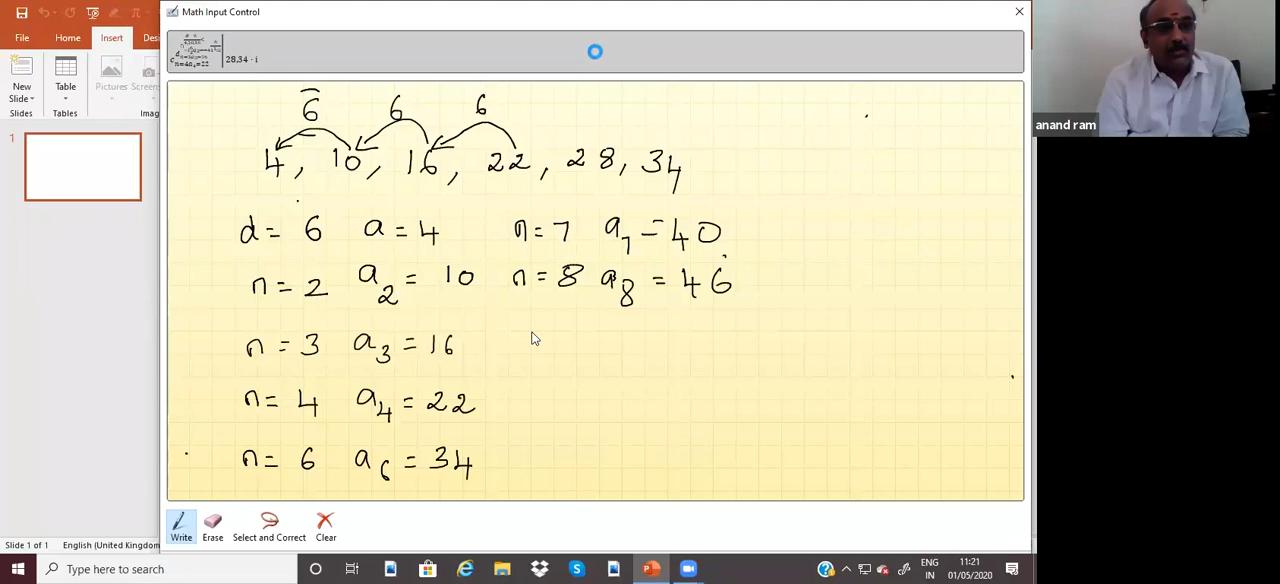 Math Input Control
File Home Insert D
28,34 · i
anand ram
New Slide Table Pictures Screens
Slides Tables Imag
1
6 6 6
4, 10, 16, 22, 28, 34
d = 6 a = 4 n = 7 a7 = 40
n = 2 a2 = 10 n = 8 a8 = 46
n = 3 a3 = 16
n = 4 a4 = 22
n = 6 a6 = 34
Write Erase Select and Correct Clear
Slide 1 of 1 English (United Kingdom
Type here to search
ENG IN 11:21 01/05/2020